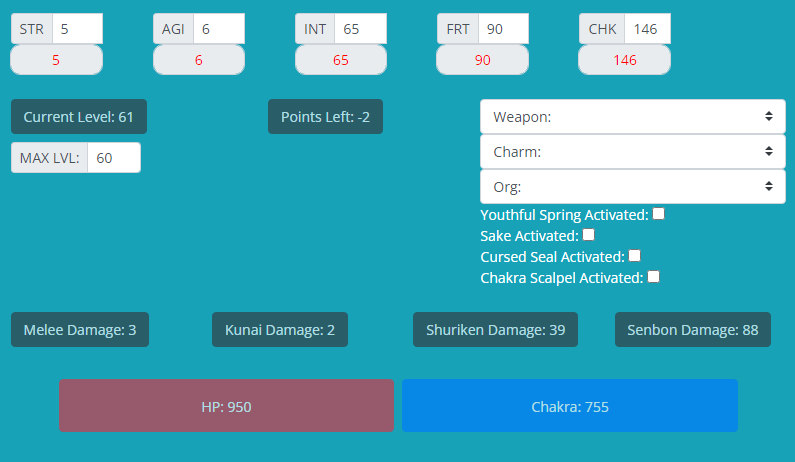 STR 5 AGI 6 INT 65 FRT 90 CHK 146
5 6 65 90 146
Current Level: 61 Points Left: -2 Weapon:
MAX LVL: 60 Charm:
Org:
Youthful Spring Activated:
Sake Activated:
Cursed Seal Activated:
Chakra Scalpel Activated:
Melee Damage: 3 Kunai Damage: 2 Shuriken Damage: 39 Senbon Damage: 88
HP: 950 Chakra: 755